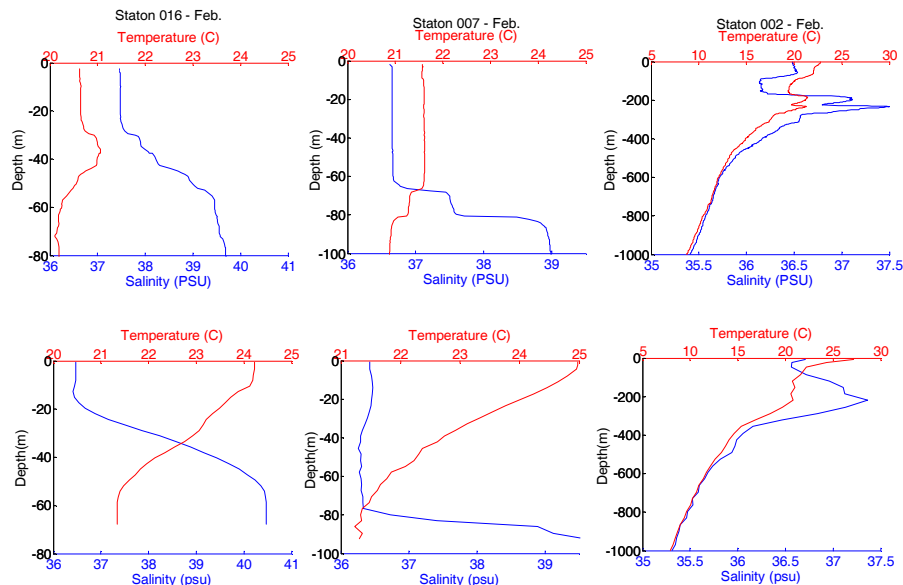 Staton 016 - Feb.
Temperature (C)
20 21 22 23 24 25
0
-20
-40
-60
-80
Depth (m)
36 37 38 39 40 41
Salinity (PSU)
Staton 007 - Feb.
Temperature (C)
20 21 22 23 24 25
0
-20
-40
-60
-80
-100
Depth (m)
36 37 38 39
Salinity (PSU)
Staton 002 - Feb.
Temperature (C)
5 10 15 20 25 30
0
-200
-400
-600
-800
-1000
Depth (m)
35 35.5 36 36.5 37 37.5
Salinity (PSU)
Temperature (C)
20 21 22 23 24 25
0
-20
-40
-60
-80
Depth(m)
36 37 38 39 40 41
Salinity (psu)
Temperature (C)
21 22 23 24 25
0
-20
-40
-60
-80
-100
Depth(m)
36 37 38 39
Salinity (psu)
Temperature (C)
5 10 15 20 25 30
0
-200
-400
-600
-800
-1000
Depth(m)
35 35.5 36 36.5 37 37.5
Salinity (psu)